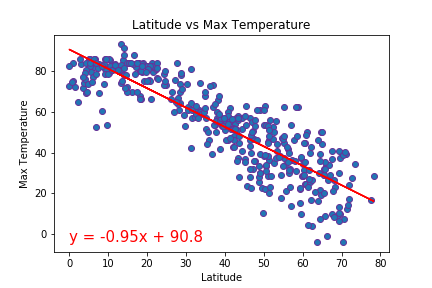 Latitude vs Max Temperature
Max Temperature
80
60
40
20
0
y = -0.95x + 90.8
0 10 20 30 40 50 60 70 80
Latitude